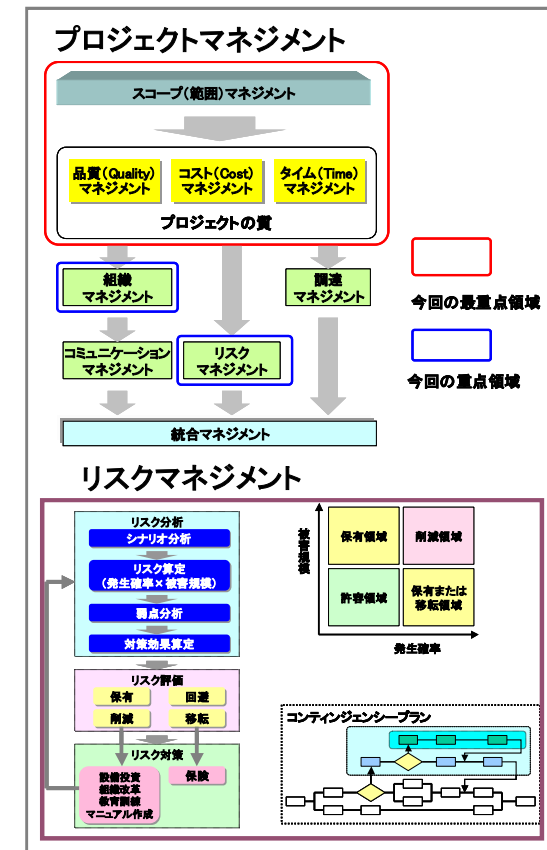 プロジェクトマネジメント
スコープ(範囲)マネジメント
品質(Quality)
マネジメント
コスト(Cost)
マネジメント
タイム(Time)
マネジメント
プロジェクトの質
組織
マネジメント
調達
マネジメント
今回の最重点領域
コミュニケーション
マネジメント
リスク
マネジメント
今回の重点領域
統合マネジメント
リスクマネジメント
リスク分析
シナリオ分析
リスク算定
(発生確率×被害規模)
弱点分析
対策効果算定
リスク評価
保有
回避
削減
移転
リスク対策
設備投資
組織改革
教育訓練
マニュアル作成
保険
被害規模
保有領域
削減領域
許容領域
保有または
移転領域
発生確率
コンティンジェンシープラン